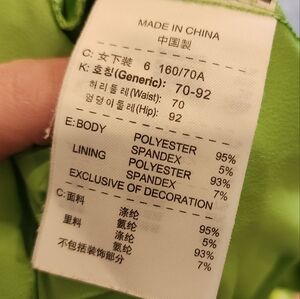 MADE IN CHINA
中国製
C: 女下裝 6 160/70A
K: 호칭(Generic): 70-92
허리둘레(Waist): 70
엉덩이둘레(Hip): 92
E: BODY POLYESTER 95%
SPANDEX 5%
LINING POLYESTER 93%
SPANDEX 7%
EXCLUSIVE OF DECORATION
C: 面料 涤纶 95%
氨纶 5%
里料 涤纶 93%
氨纶 7%
不包括装饰部分